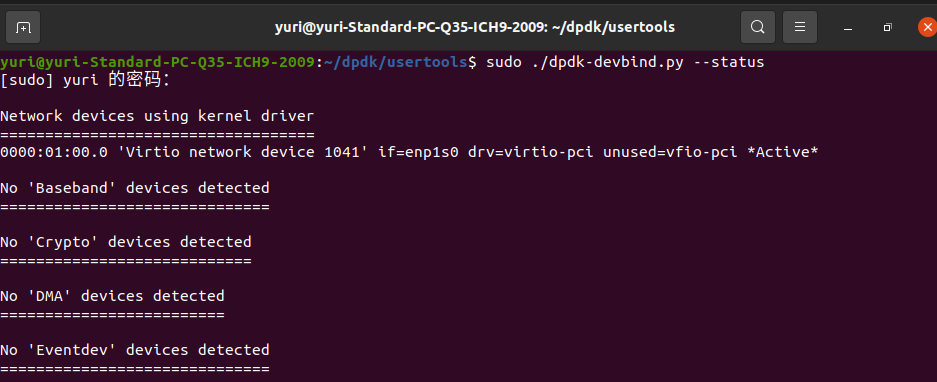 yuri@yuri-Standard-PC-Q35-ICH9-2009: ~/dpdk/usertools
yuri@yuri-Standard-PC-Q35-ICH9-2009:~/dpdk/usertools$ sudo ./dpdk-devbind.py --status
[sudo] yuri 的密码：
Network devices using kernel driver
===================================
0000:01:00.0 'Virtio network device 1041' if=enp1s0 drv=virtio-pci unused=vfio-pci *Active*
No 'Baseband' devices detected
==============================
No 'Crypto' devices detected
============================
No 'DMA' devices detected
=========================
No 'Eventdev' devices detected
==============================